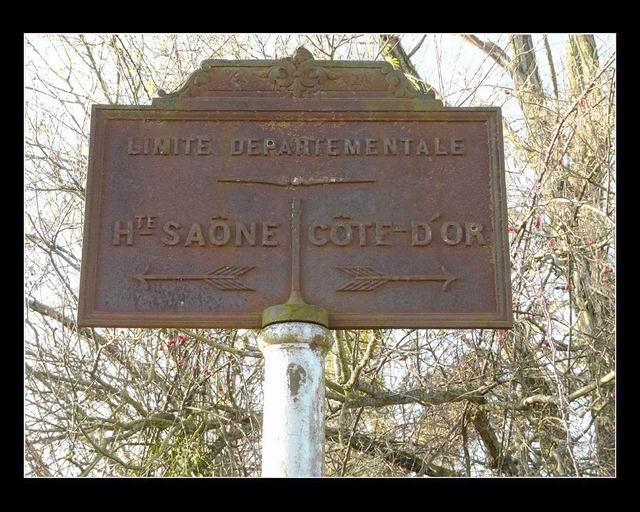 LIMITE DEPARTEMENTALE
HTE SAÔNE CÔTE-D'OR